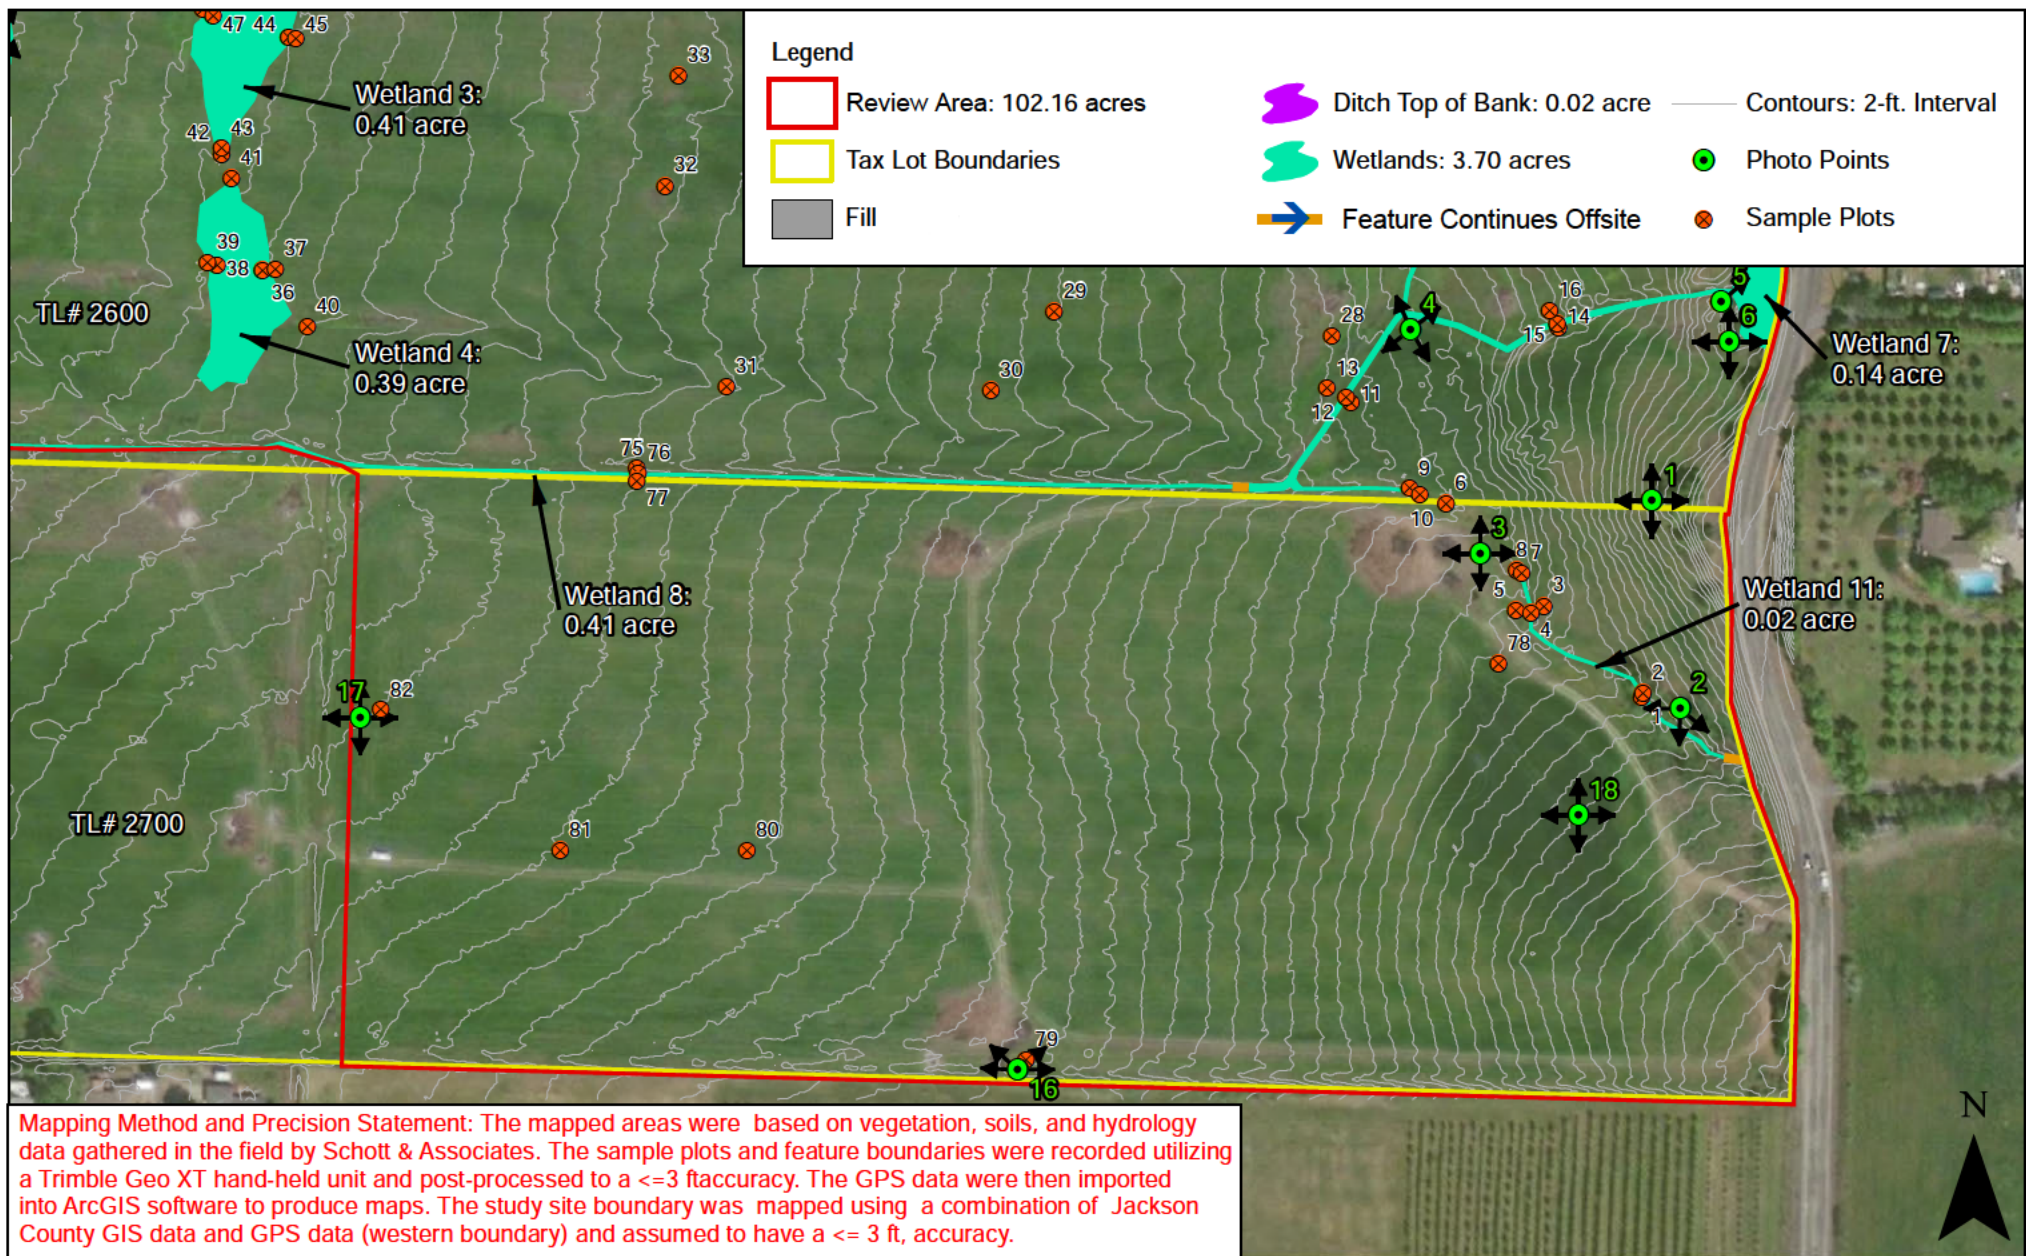 Legend
Review Area: 102.16 acres
Tax Lot Boundaries
Fill
Ditch Top of Bank: 0.02 acre
Wetlands: 3.70 acres
Feature Continues Offsite
Contours: 2-ft. Interval
Photo Points
Sample Plots
47 44 45
33
Wetland 3:
0.41 acre
42 43
41
32
39
38
37
36
40
TL# 2600
Wetland 4:
0.39 acre
29
28
4
16
14
15
5
6
Wetland 7:
0.14 acre
31
30
13
11
12
75 76
77
9
6
10
1
3
8 7
5
3
4
78
Wetland 8:
0.41 acre
Wetland 11:
0.02 acre
2
1
2
17
82
18
TL# 2700
81
80
79
16
N
Mapping Method and Precision Statement: The mapped areas were based on vegetation, soils, and hydrology
data gathered in the field by Schott & Associates. The sample plots and feature boundaries were recorded utilizing
a Trimble Geo XT hand-held unit and post-processed to a <=3 ftaccuracy. The GPS data were then imported
into ArcGIS software to produce maps. The study site boundary was mapped using a combination of Jackson
County GIS data and GPS data (western boundary) and assumed to have a <= 3 ft, accuracy.